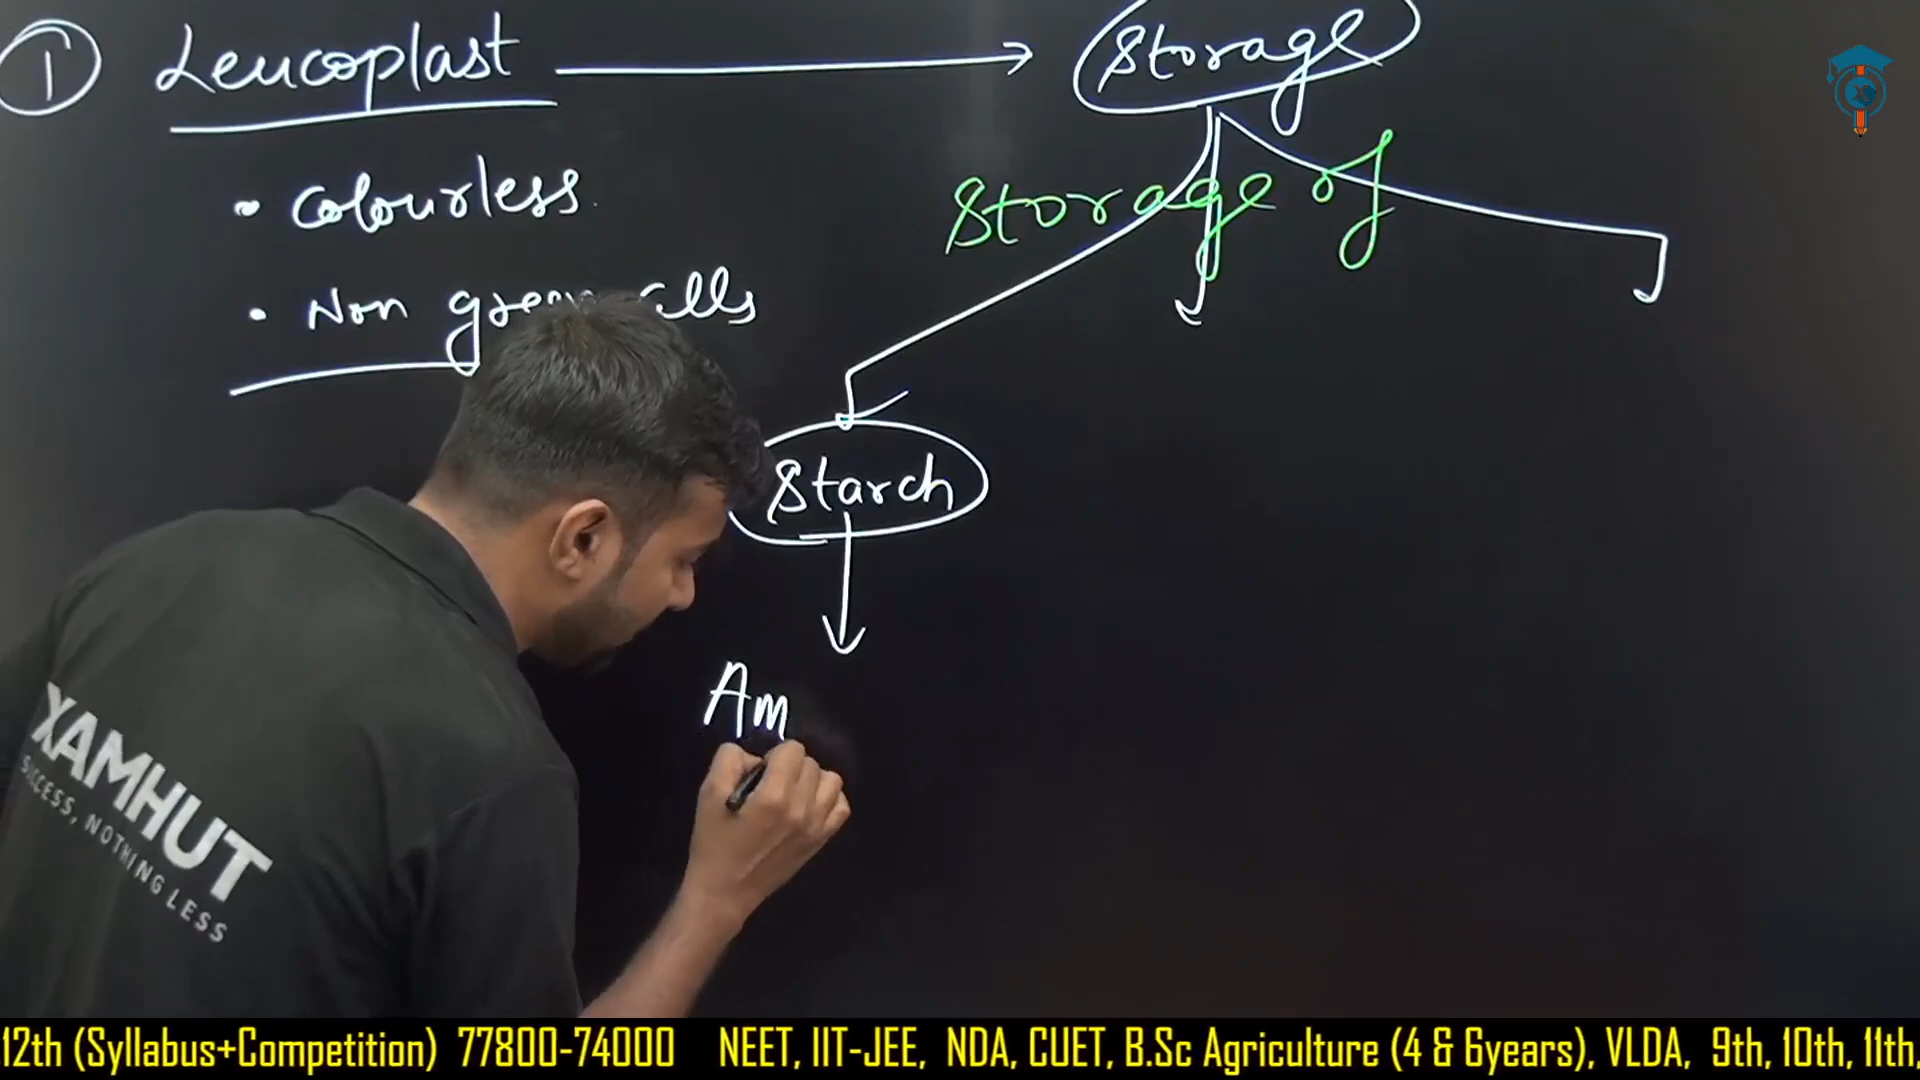 1 Leucoplast Storage
Storage of
• Colourless
• Non green cells
Starch
Am
XAMHUT
SUCCESS, NOTHING LESS
12th (Syllabus+Competition) 77800-74000 NEET, IIT-JEE, NDA, CUET, B.Sc Agriculture (4 & 6years), VLDA, 9th, 10th, 11th,